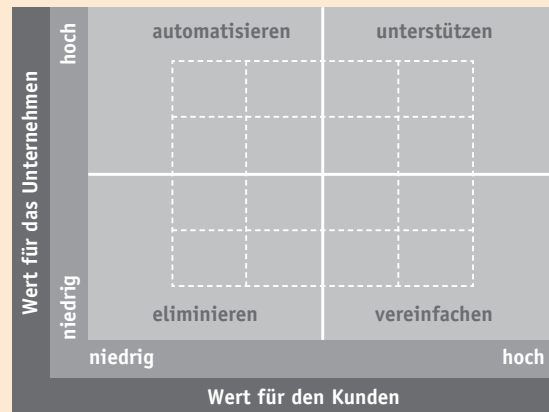 automatisieren
unterstützen
hoch
Wert für das Unternehmen
niedrig
eliminieren
vereinfachen
niedrig
hoch
Wert für den Kunden